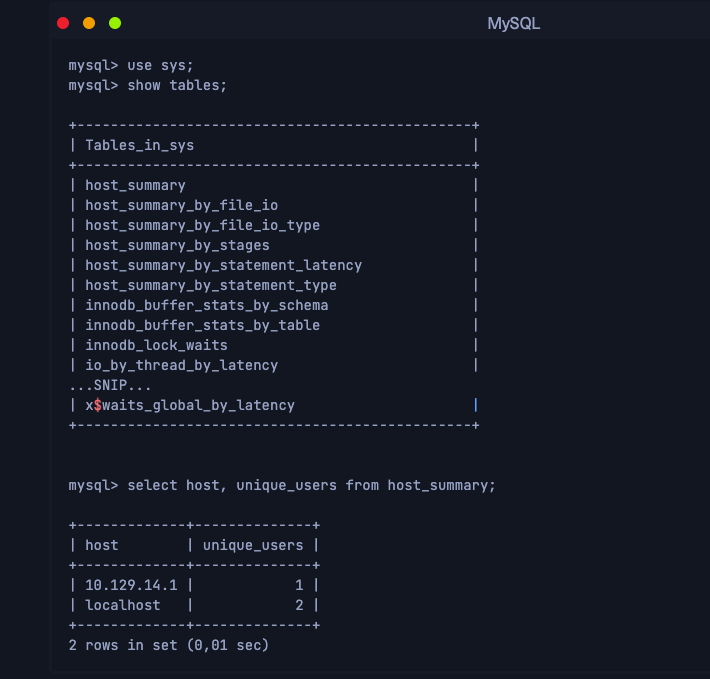 MySQL
mysql> use sys;
mysql> show tables;
+-----------------------------------------------+
| Tables_in_sys                                 |
+-----------------------------------------------+
| host_summary                                  |
| host_summary_by_file_io                       |
| host_summary_by_file_io_type                  |
| host_summary_by_stages                        |
| host_summary_by_statement_latency             |
| host_summary_by_statement_type                |
| innodb_buffer_stats_by_schema                 |
| innodb_buffer_stats_by_table                  |
| innodb_lock_waits                             |
| io_by_thread_by_latency                       |
...SNIP...
| x$waits_global_by_latency                     |
+-----------------------------------------------+
mysql> select host, unique_users from host_summary;
+-------------+--------------+
| host        | unique_users |
+-------------+--------------+
| 10.129.14.1 |            1 |
| localhost   |            2 |
+-------------+--------------+
2 rows in set (0,01 sec)